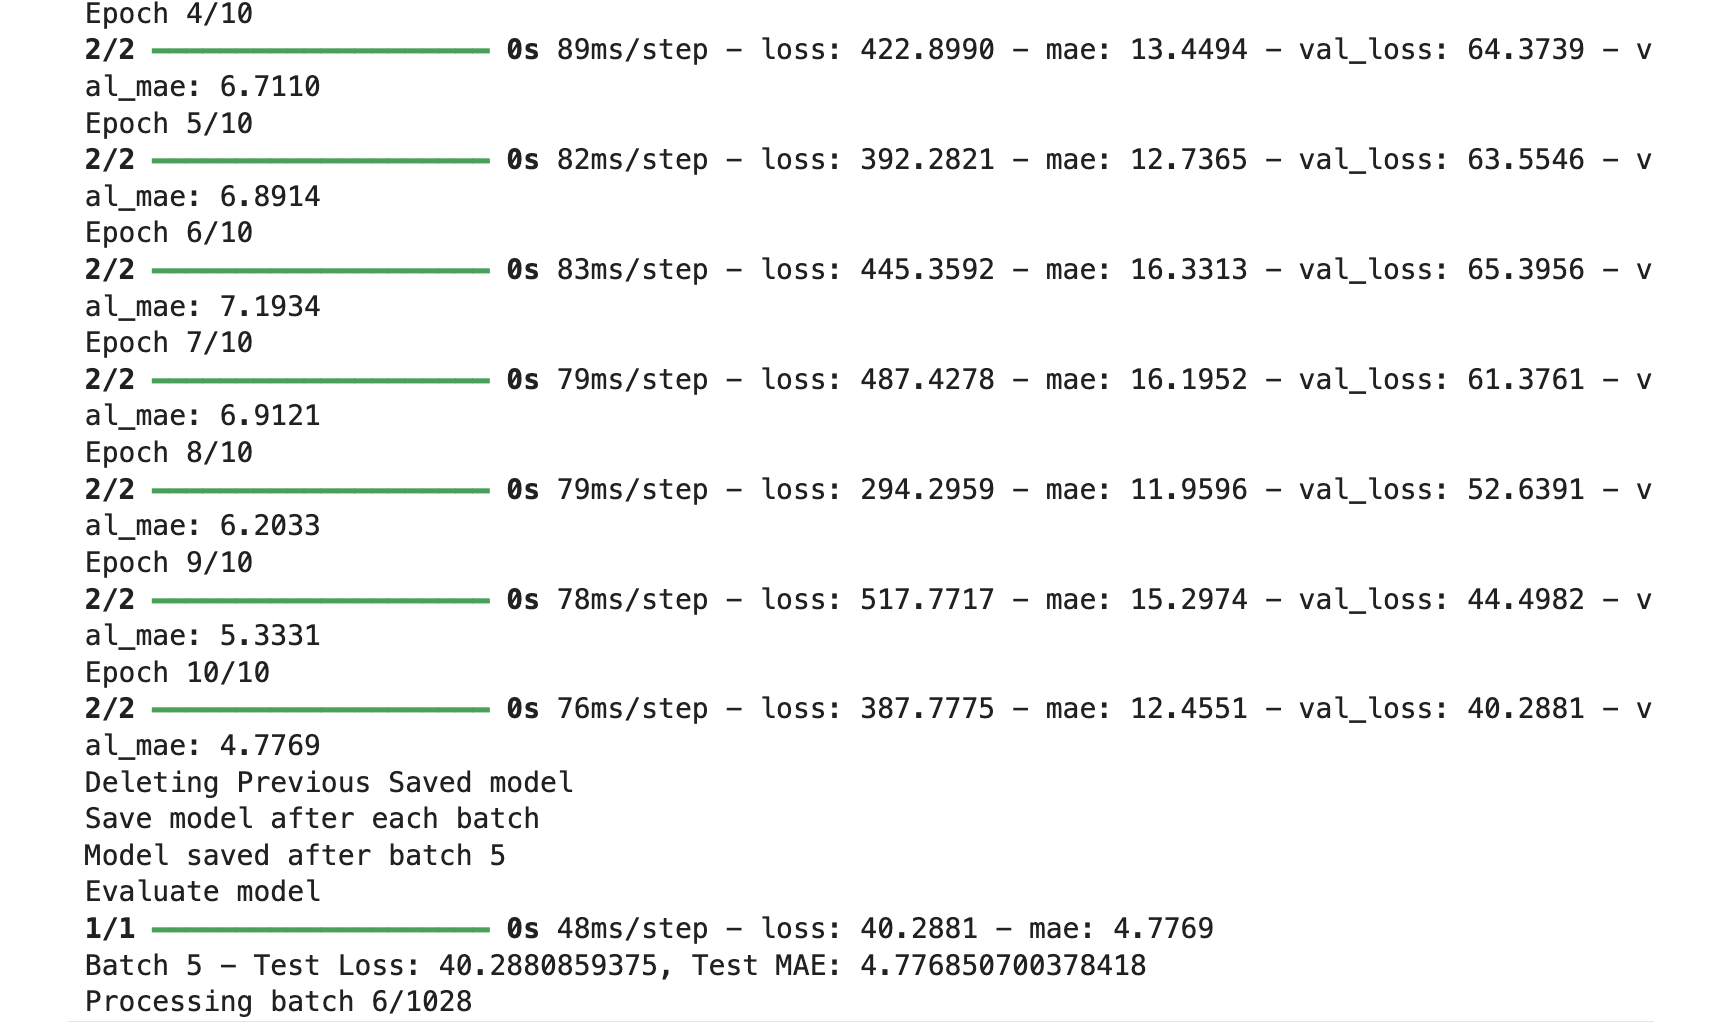 Epoch 4/10
2/2 ━━━━━━━━━━━━━━━━━━━━ 0s 89ms/step - loss: 422.8990 - mae: 13.4494 - val_loss: 64.3739 - v
al_mae: 6.7110
Epoch 5/10
2/2 ━━━━━━━━━━━━━━━━━━━━ 0s 82ms/step - loss: 392.2821 - mae: 12.7365 - val_loss: 63.5546 - v
al_mae: 6.8914
Epoch 6/10
2/2 ━━━━━━━━━━━━━━━━━━━━ 0s 83ms/step - loss: 445.3592 - mae: 16.3313 - val_loss: 65.3956 - v
al_mae: 7.1934
Epoch 7/10
2/2 ━━━━━━━━━━━━━━━━━━━━ 0s 79ms/step - loss: 487.4278 - mae: 16.1952 - val_loss: 61.3761 - v
al_mae: 6.9121
Epoch 8/10
2/2 ━━━━━━━━━━━━━━━━━━━━ 0s 79ms/step - loss: 294.2959 - mae: 11.9596 - val_loss: 52.6391 - v
al_mae: 6.2033
Epoch 9/10
2/2 ━━━━━━━━━━━━━━━━━━━━ 0s 78ms/step - loss: 517.7717 - mae: 15.2974 - val_loss: 44.4982 - v
al_mae: 5.3331
Epoch 10/10
2/2 ━━━━━━━━━━━━━━━━━━━━ 0s 76ms/step - loss: 387.7775 - mae: 12.4551 - val_loss: 40.2881 - v
al_mae: 4.7769
Deleting Previous Saved model
Save model after each batch
Model saved after batch 5
Evaluate model
1/1 ━━━━━━━━━━━━━━━━━━━━ 0s 48ms/step - loss: 40.2881 - mae: 4.7769
Batch 5 - Test Loss: 40.2880859375, Test MAE: 4.776850700378418
Processing batch 6/1028